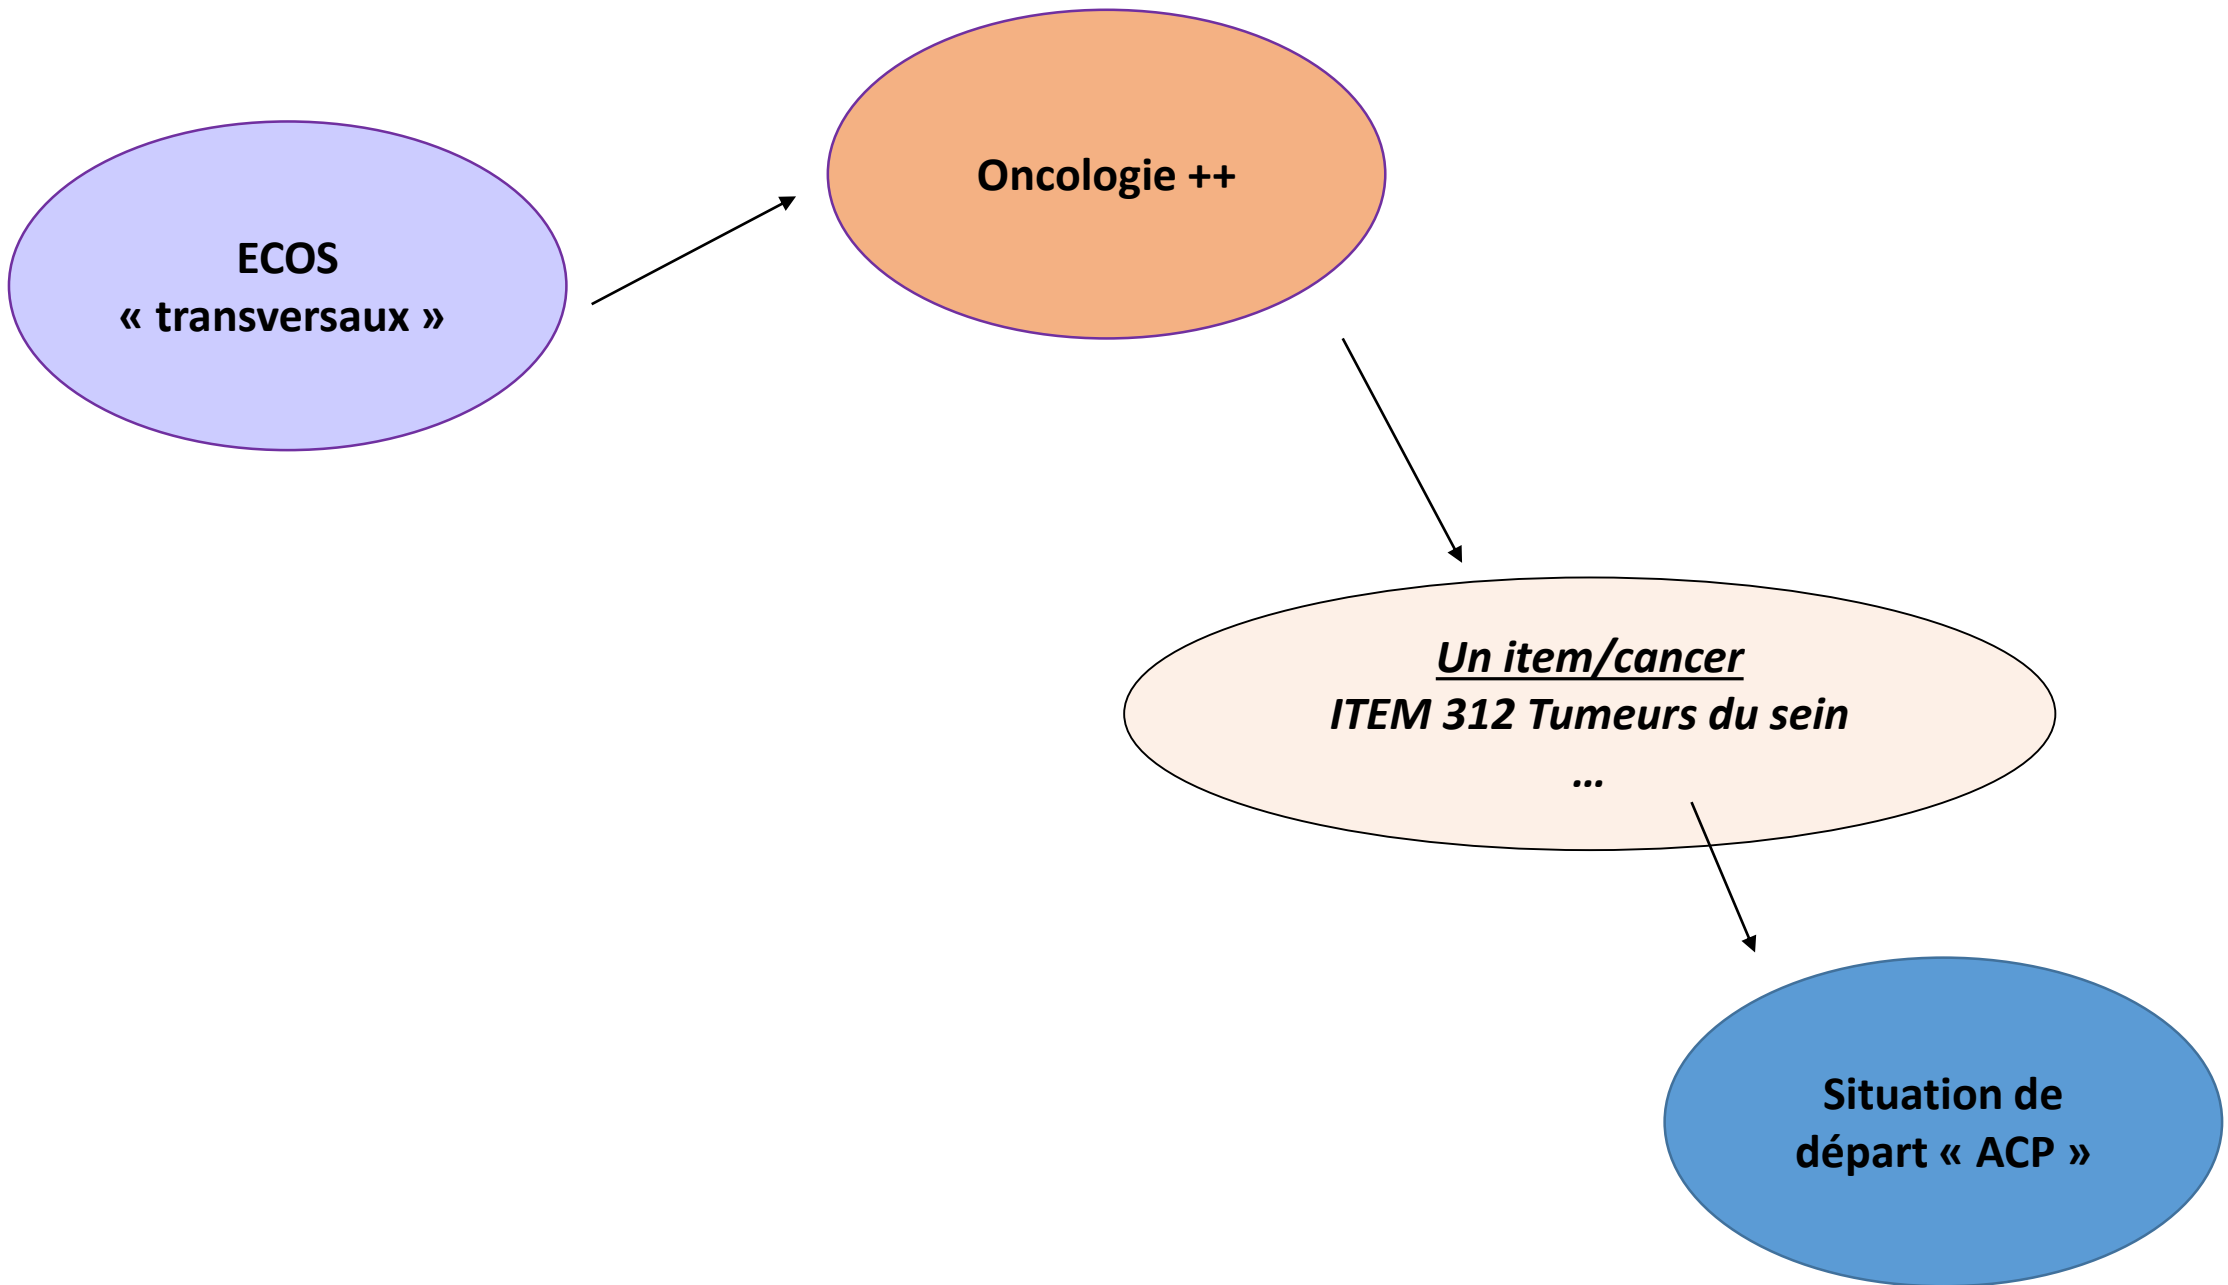 ECOS
« transversaux »
Oncologie ++
Un item/cancer
ITEM 312 Tumeurs du sein
...
Situation de
départ « ACP »